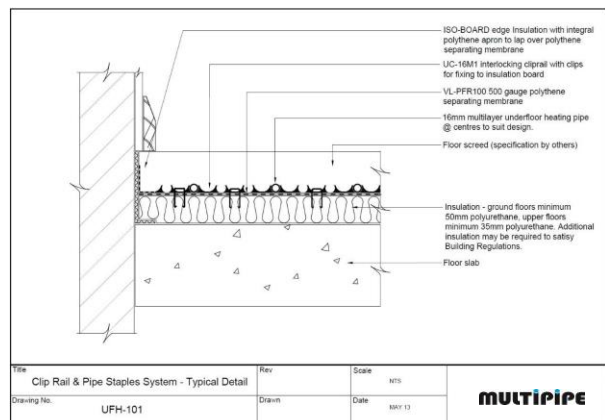 ISO-BOARD edge Insulation with integral
polythene apron to lap over polythene
separating membrane
UC-16M1 interlocking cliprail with clips
for fixing to insulation board
VL-PFR100 500 gauge polythene
separating membrane
16mm multilayer underfloor heating pipe
@ centres to suit design.
Floor screed (specification by others)
Insulation - ground floors minimum
50mm polyurethane, upper floors
minimum 35mm polyurethane. Additional
insulation may be required to satisy
Building Regulations.
Floor slab
Title
Clip Rail & Pipe Staples System - Typical Detail
Rev
Scale
NTS
Drawing No.
UFH-101
Drawn
Date
MAY 13
MULTIPIPE